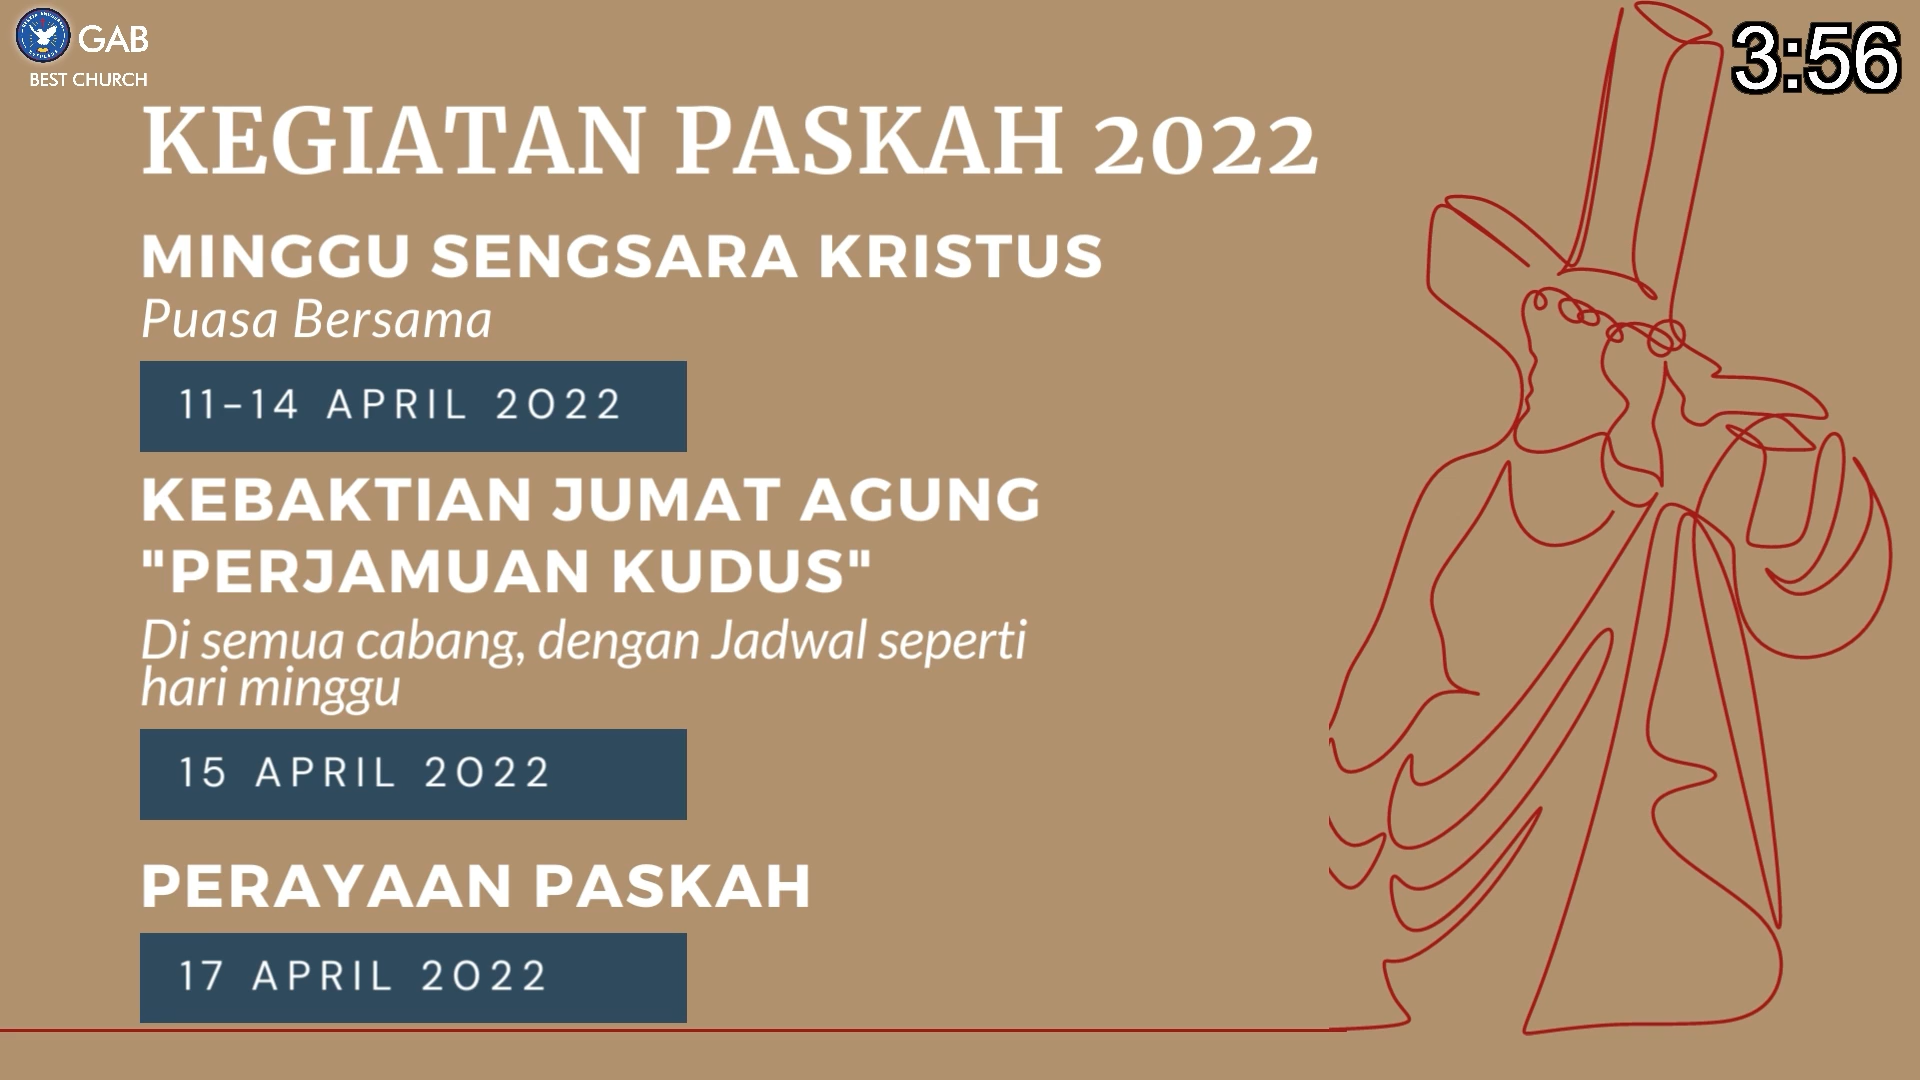 GAB
BEST CHURCH
3:56
KEGIATAN PASKAH 2022
MINGGU SENGSARA KRISTUS
Puasa Bersama
11-14 APRIL 2022
KEBAKTIAN JUMAT AGUNG
"PERJAMUAN KUDUS"
Di semua cabang, dengan Jadwal seperti
hari minggu
15 APRIL 2022
PERAYAAN PASKAH
17 APRIL 2022